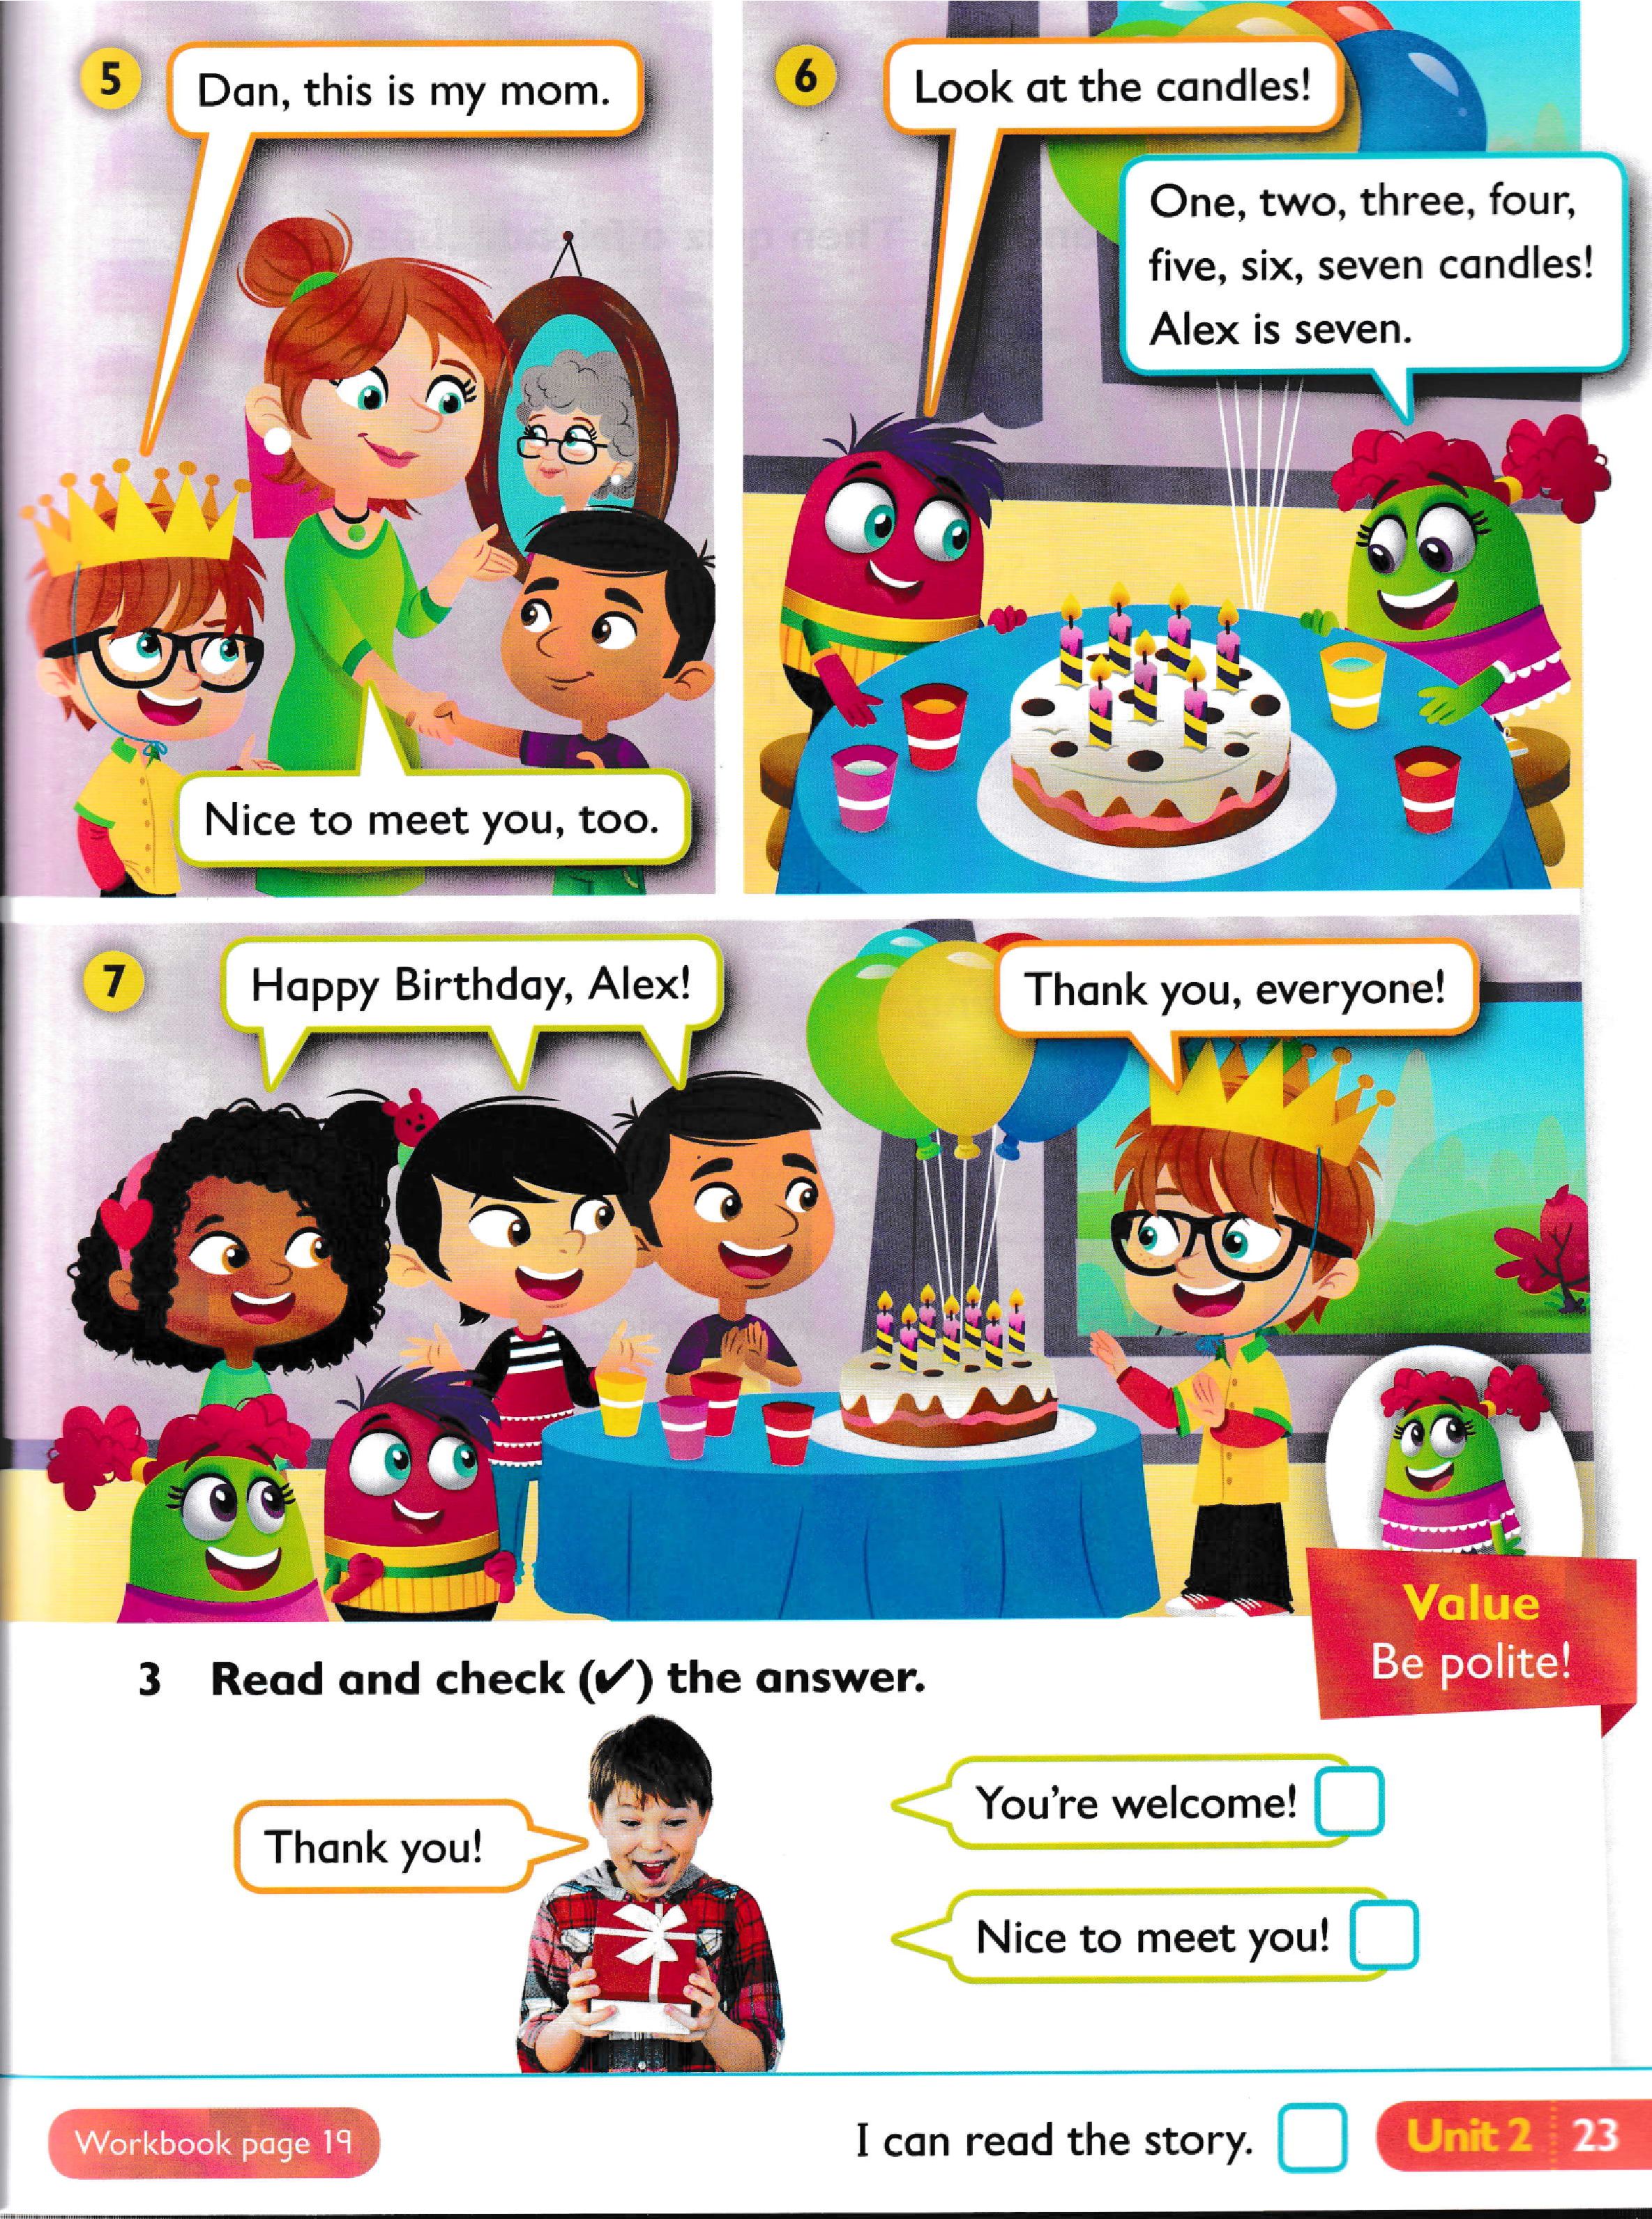 5
Dan, this is my mom.
Nice to meet you, too.
6
Look at the candles!
One, two, three, four,
five, six, seven candles!
Alex is seven.
7
Happy Birthday, Alex!
Thank you, everyone!
Value
Be polite!
3 Read and check (✔) the answer.
Thank you!
You're welcome!
Nice to meet you!
Workbook page 19
I can read the story.
Unit 2 23